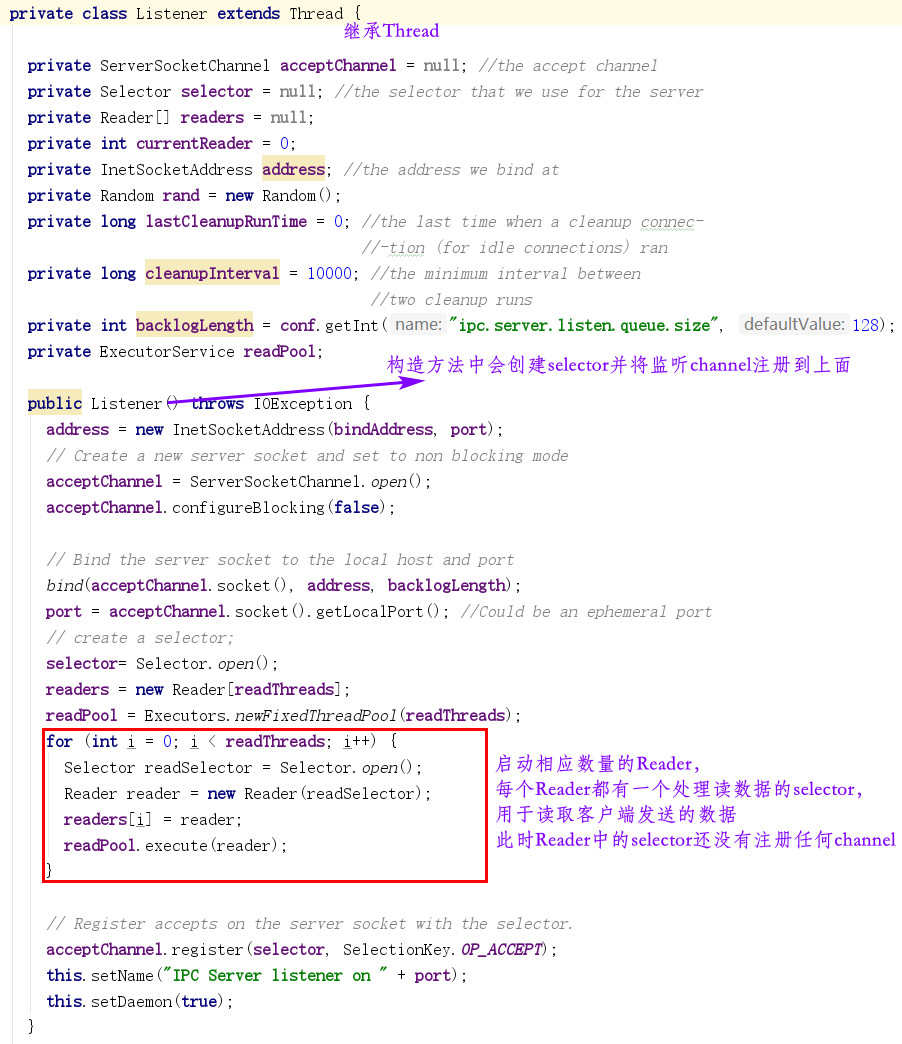 private class Listener extends Thread {
继承Thread
private ServerSocketChannel acceptChannel = null; //the accept channel
private Selector selector = null; //the selector that we use for the server
private Reader[] readers = null;
private int currentReader = 0;
private InetSocketAddress address; //the address we bind at
private Random rand = new Random();
private long lastCleanupRunTime = 0; //the last time when a cleanup connec-
//-tion (for idle connections) ran
private long cleanupInterval = 10000; //the minimum interval between
//two cleanup runs
private int backlogLength = conf.getInt( name: "ipc.server.listen.queue.size", defaultValue: 128);
private ExecutorService readPool;
构造方法中会创建selector并将监听channel注册到上面
public Listener() throws IOException {
address = new InetSocketAddress(bindAddress, port);
// Create a new server socket and set to non blocking mode
acceptChannel = ServerSocketChannel.open();
acceptChannel.configureBlocking(false);
// Bind the server socket to the local host and port
bind(acceptChannel.socket(), address, backlogLength);
port = acceptChannel.socket().getLocalPort(); //Could be an ephemeral port
// create a selector;
selector= Selector.open();
readers = new Reader[readThreads];
readPool = Executors.newFixedThreadPool(readThreads);
for (int i = 0; i < readThreads; i++) {
Selector readSelector = Selector.open();
Reader reader = new Reader(readSelector);
readers[i] = reader;
readPool.execute(reader);
}
启动相应数量的Reader,
每个Reader都有一个处理读数据的selector,
用于读取客户端发送的数据
此时Reader中的selector还没有注册任何channel
// Register accepts on the server socket with the selector.
acceptChannel.register(selector, SelectionKey.OP_ACCEPT);
this.setName("IPC Server listener on " + port);
this.setDaemon(true);
}